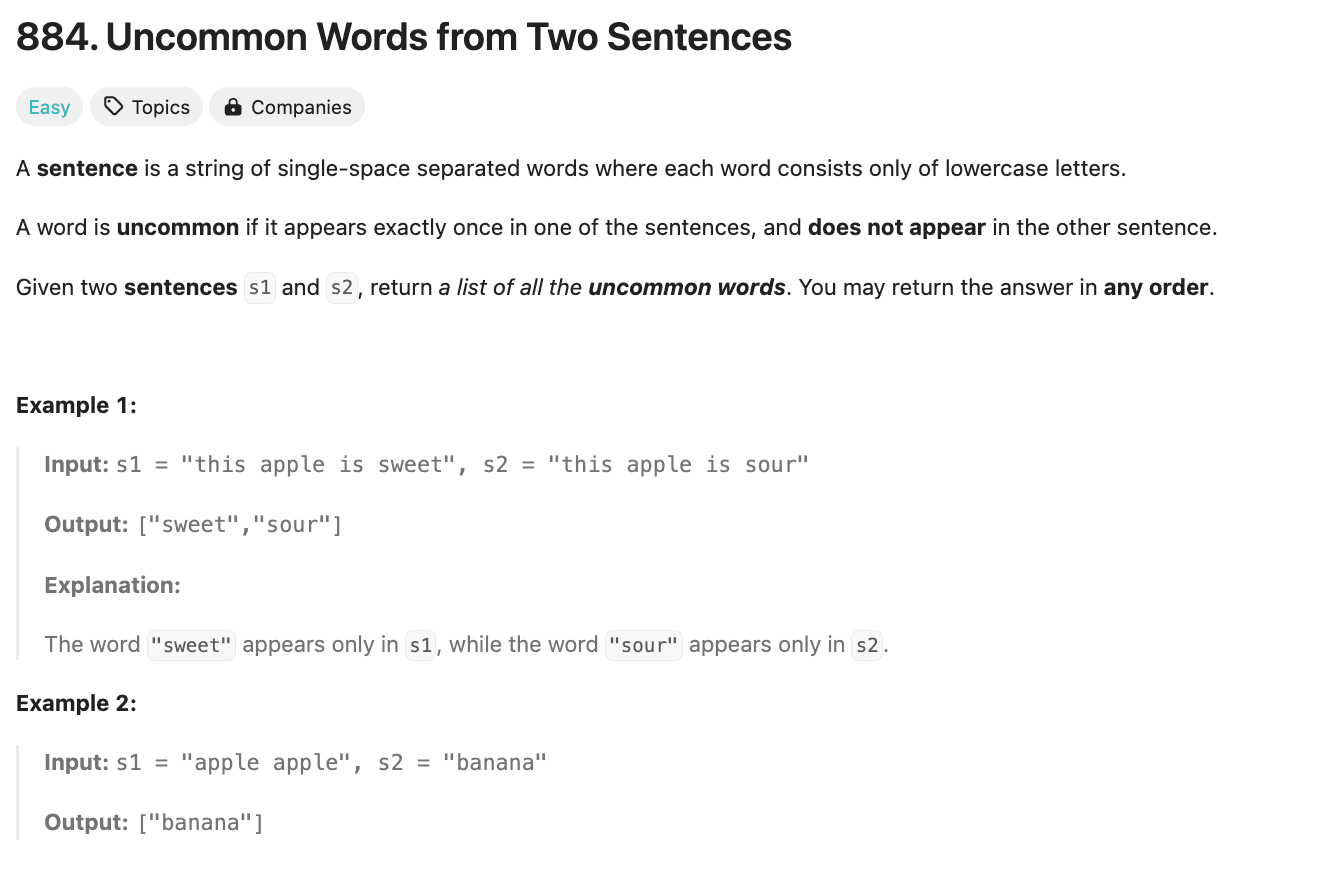 884. Uncommon Words from Two Sentences
Easy Topics Companies
A sentence is a string of single-space separated words where each word consists only of lowercase letters.
A word is uncommon if it appears exactly once in one of the sentences, and does not appear in the other sentence.
Given two sentences s1 and s2, return a list of all the uncommon words. You may return the answer in any order.
Example 1:
Input: s1 = "this apple is sweet", s2 = "this apple is sour"
Output: ["sweet","sour"]
Explanation:
The word "sweet" appears only in s1, while the word "sour" appears only in s2.
Example 2:
Input: s1 = "apple apple", s2 = "banana"
Output: ["banana"]